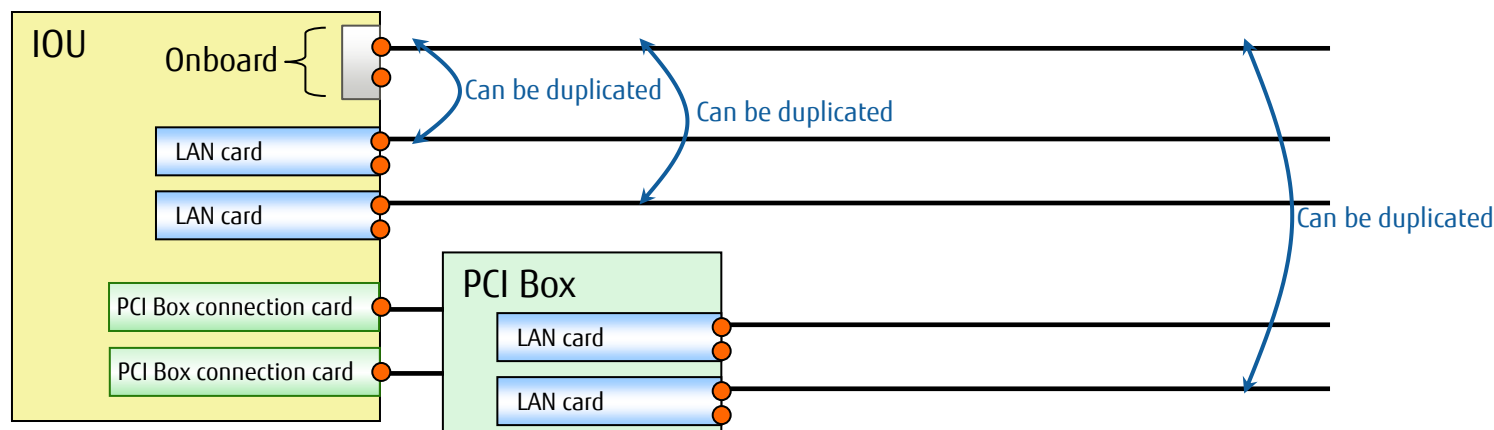 IOU
Onboard
Can be duplicated
Can be duplicated
LAN card
LAN card
Can be duplicated
PCI Box
PCI Box connection card
LAN card
PCI Box connection card
LAN card